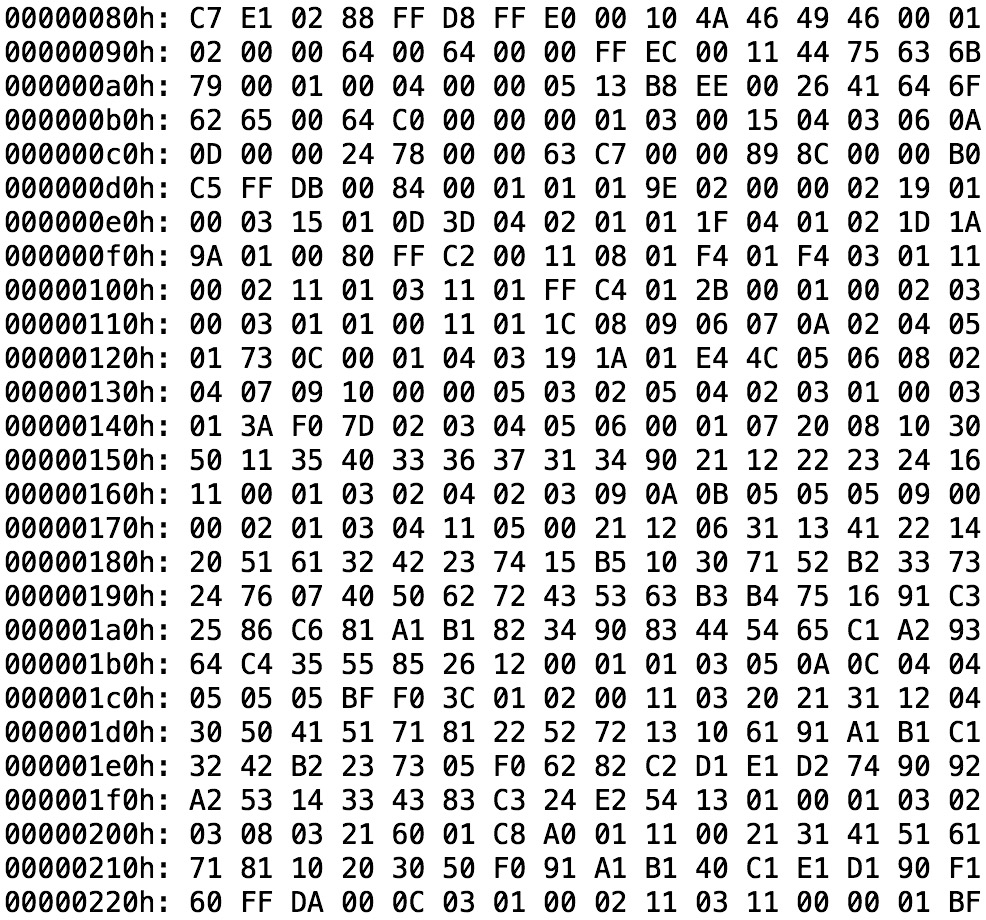 00000080h: C7 E1 02 88 FF D8 FF E0 00 10 4A 46 49 46 00 01
00000090h: 02 00 00 64 00 64 00 00 FF EC 00 11 44 75 63 6B
000000a0h: 79 00 01 00 04 00 00 05 13 B8 EE 00 26 41 64 6F
000000b0h: 62 65 00 64 C0 00 00 00 01 03 00 15 04 03 06 0A
000000c0h: 0D 00 00 24 78 00 00 63 C7 00 00 89 8C 00 00 B0
000000d0h: C5 FF DB 00 84 00 01 01 01 9E 02 00 00 02 19 01
000000e0h: 00 03 15 01 0D 3D 04 02 01 01 1F 04 01 02 1D 1A
000000f0h: 9A 01 00 80 FF C2 00 11 08 01 F4 01 F4 03 01 11
00000100h: 00 02 11 01 03 11 01 FF C4 01 2B 00 01 00 02 03
00000110h: 00 03 01 01 00 11 01 1C 08 09 06 07 0A 02 04 05
00000120h: 01 73 0C 00 01 04 03 19 1A 01 E4 4C 05 06 08 02
00000130h: 04 07 09 10 00 00 05 03 02 05 04 02 03 01 00 03
00000140h: 01 3A F0 7D 02 03 04 05 06 00 01 07 20 08 10 30
00000150h: 50 11 35 40 33 36 37 31 34 90 21 12 22 23 24 16
00000160h: 11 00 01 03 02 04 02 03 09 0A 0B 05 05 05 09 00
00000170h: 00 02 01 03 04 11 05 00 21 12 06 31 13 41 22 14
00000180h: 20 51 61 32 42 23 74 15 B5 10 30 71 52 B2 33 73
00000190h: 24 76 07 40 50 62 72 43 53 63 B3 B4 75 16 91 C3
000001a0h: 25 86 C6 81 A1 B1 82 34 90 83 44 54 65 C1 A2 93
000001b0h: 64 C4 35 55 85 26 12 00 01 01 03 05 0A 0C 04 04
000001c0h: 05 05 05 BF F0 3C 01 02 00 11 03 20 21 31 12 04
000001d0h: 30 50 41 51 71 81 22 52 72 13 10 61 91 A1 B1 C1
000001e0h: 32 42 B2 23 73 05 F0 62 82 C2 D1 E1 D2 74 90 92
000001f0h: A2 53 14 33 43 83 C3 24 E2 54 13 01 00 01 03 02
00000200h: 03 08 03 21 60 01 C8 A0 01 11 00 21 31 41 51 61
00000210h: 71 81 10 20 30 50 F0 91 A1 B1 40 C1 E1 D1 90 F1
00000220h: 60 FF DA 00 0C 03 01 00 02 11 03 11 00 00 01 BF